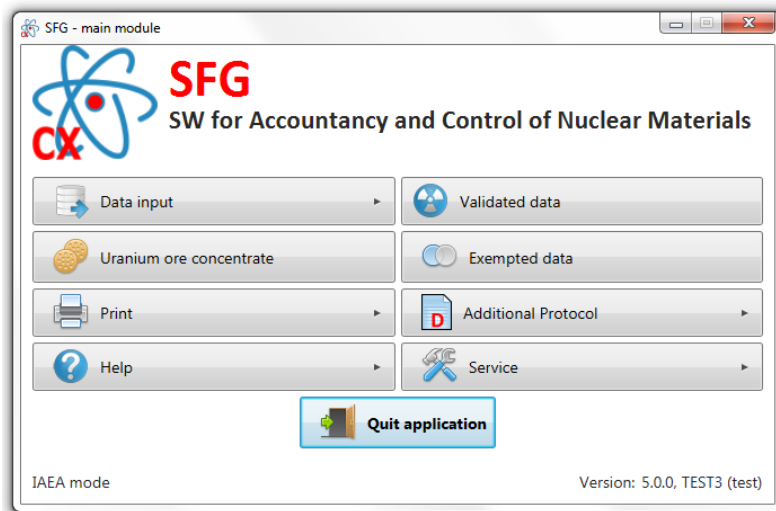 SFG - main module
SFG
SW for Accountancy and Control of Nuclear Materials
CX
Data input
Validated data
Uranium ore concentrate
Exempted data
Print
D
Additional Protocol
Help
Service
Quit application
IAEA mode
Version: 5.0.0, TEST3 (test)